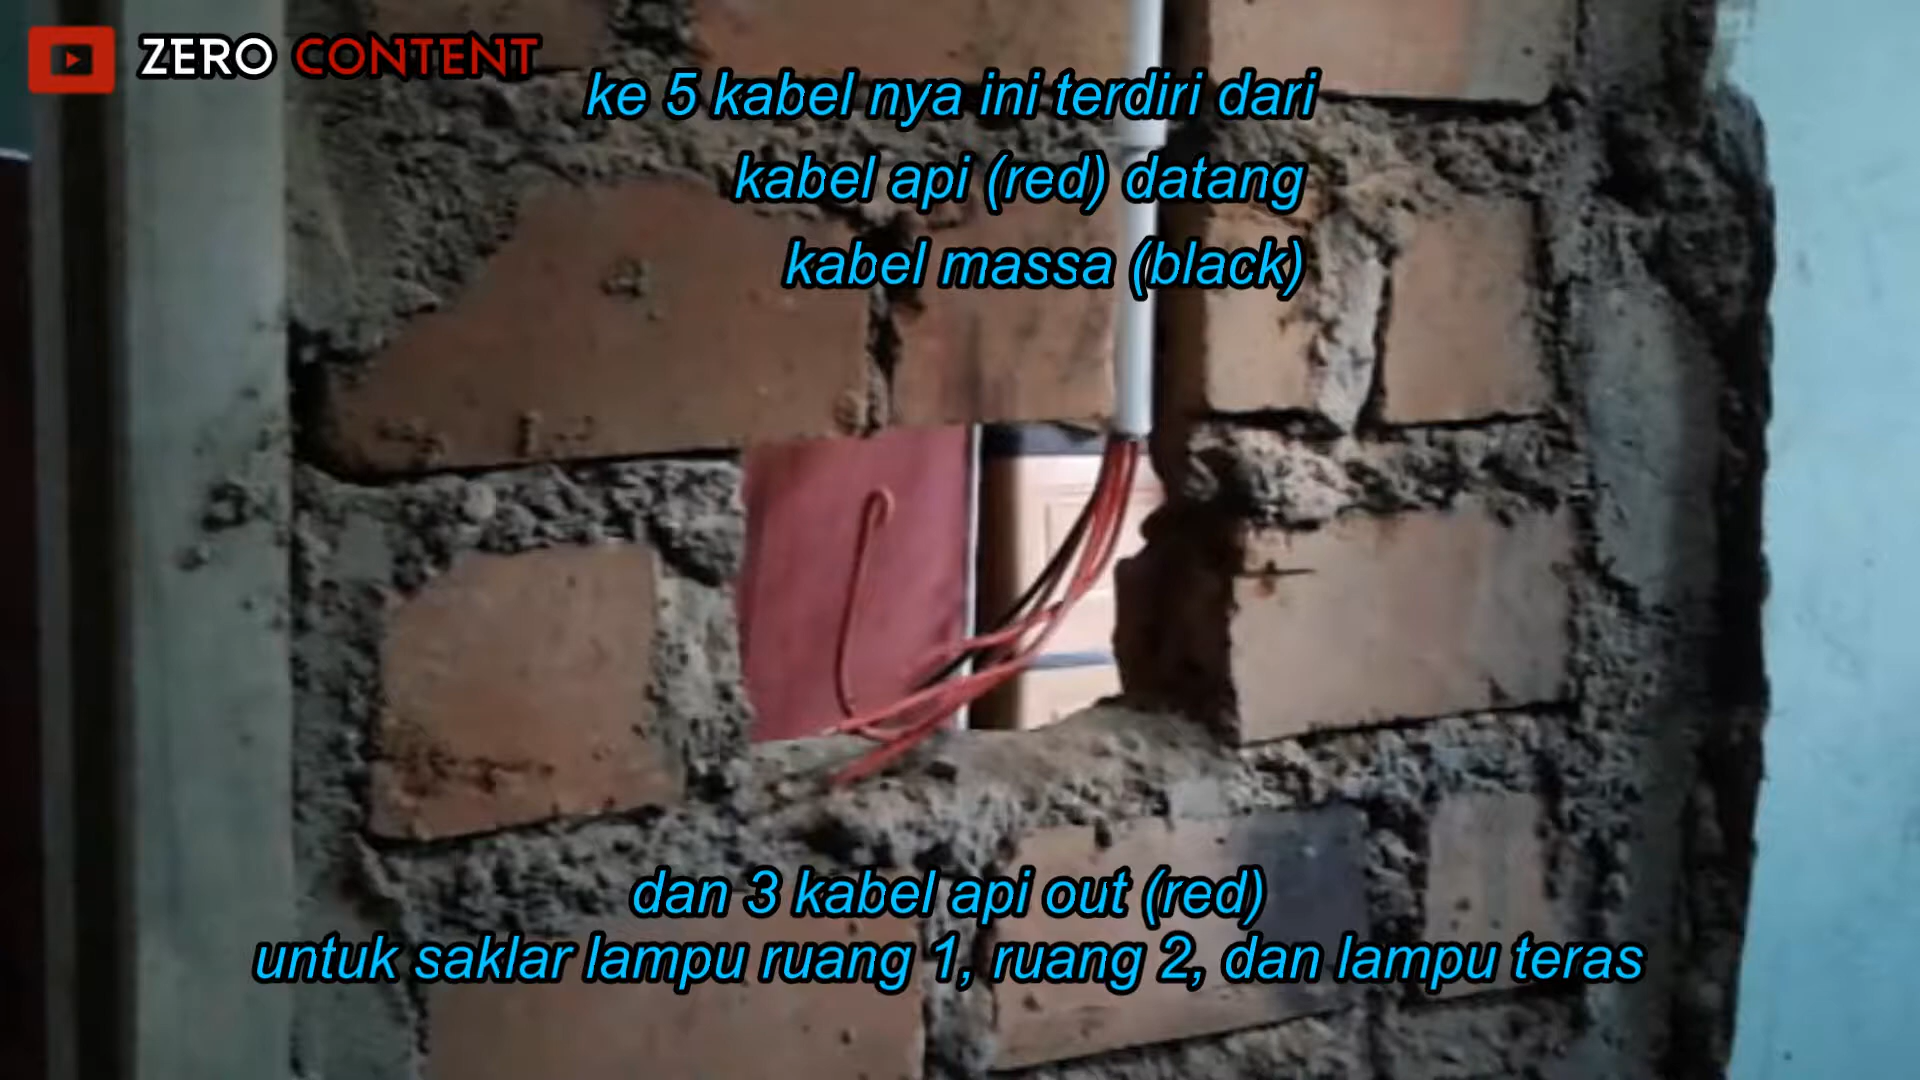 ZERO CONTENT
ke 5 kabel nya ini terdiri dari
kabel api (red) datang
kabel massa (black)
dan 3 kabel api out (red)
untuk saklar lampu ruang 1, ruang 2, dan lampu teras